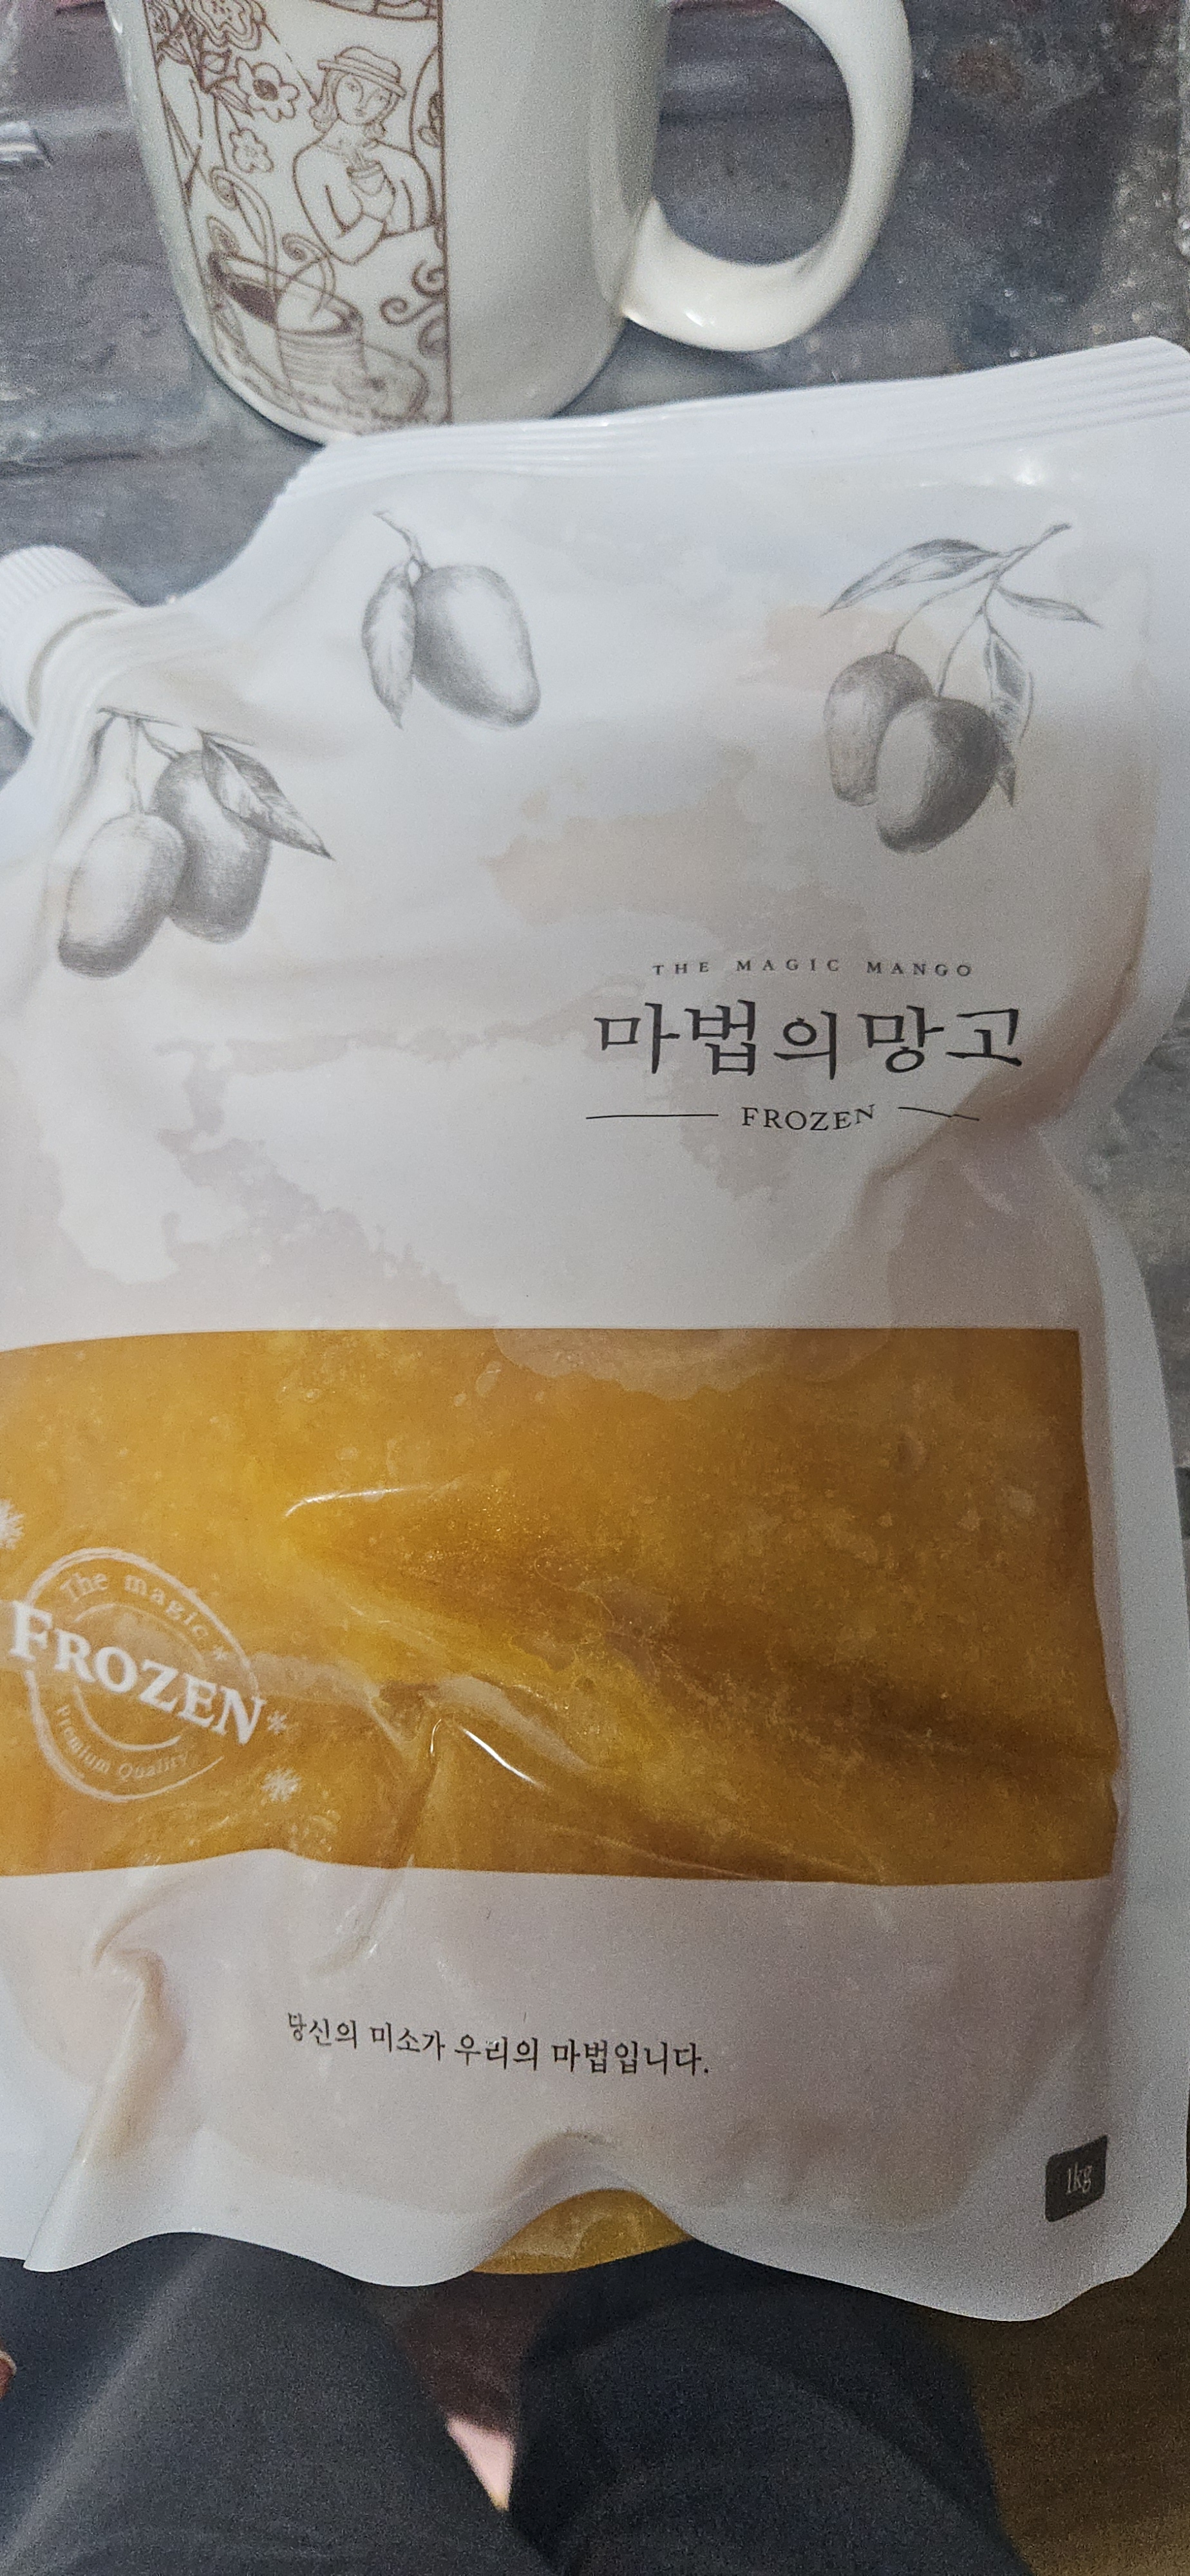 THE MAGIC MANGO
마법의망고
FROZEN
The magic
FROZEN
Premium Quality
당신의 미소가 우리의 마법입니다.
1kg